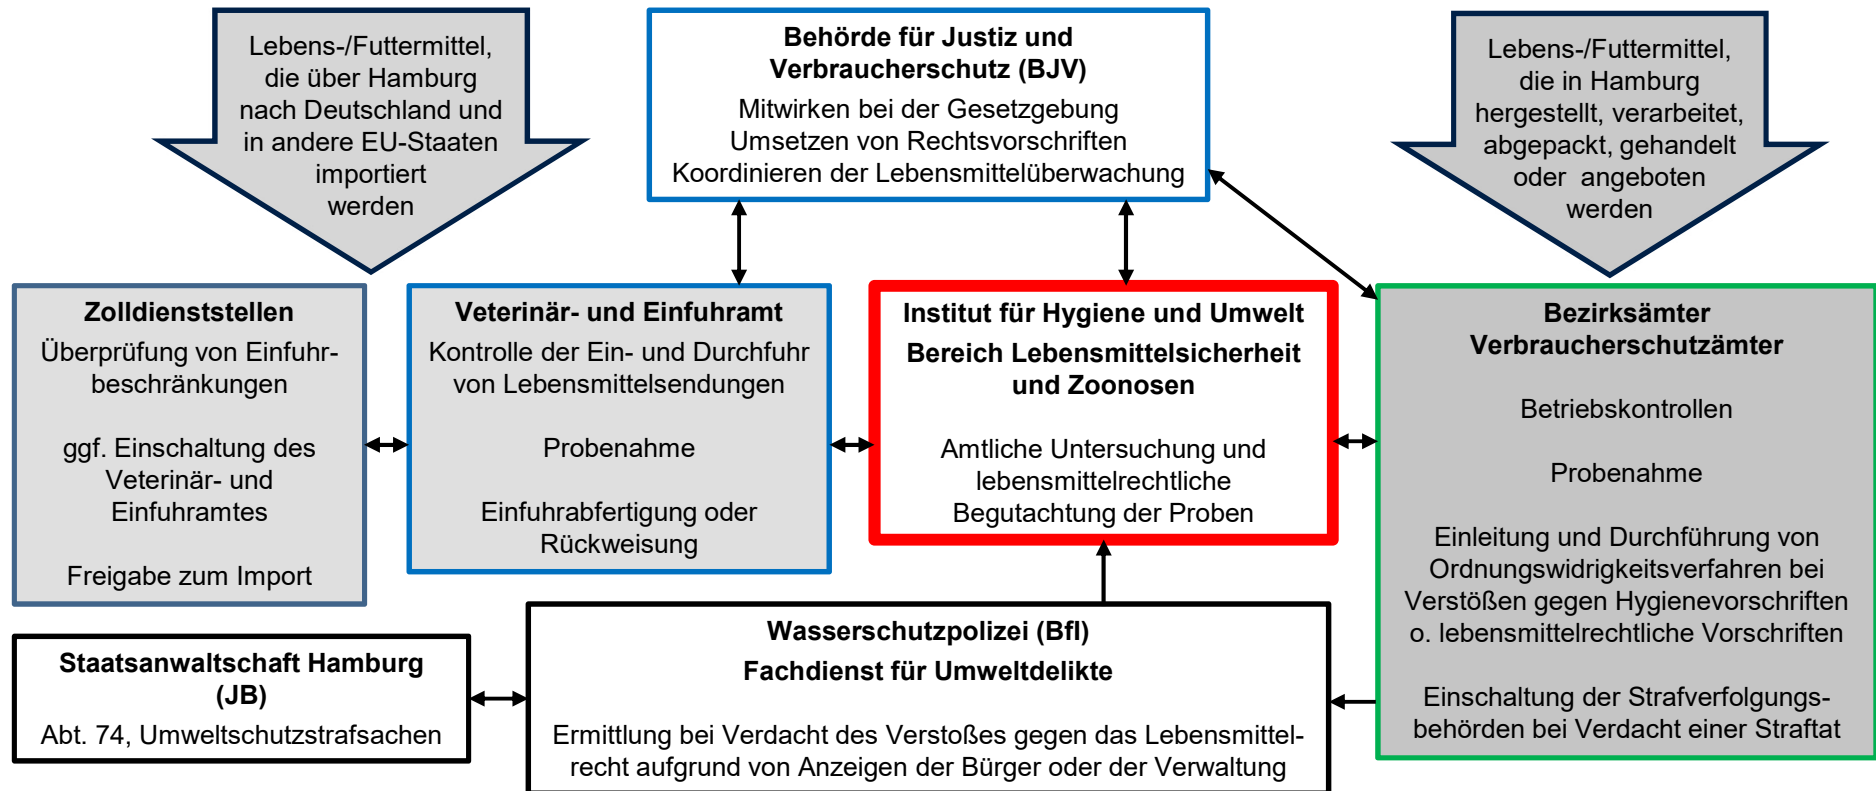 Lebens-/Futtermittel,
die über Hamburg
nach Deutschland und
in andere EU-Staaten
importiert
werden
Behörde für Justiz und
Verbraucherschutz (BJV)
Mitwirken bei der Gesetzgebung
Umsetzen von Rechtsvorschriften
Koordinieren der Lebensmittelüberwachung
Lebens-/Futtermittel,
die in Hamburg
hergestellt, verarbeitet,
abgepackt, gehandelt
oder angeboten
werden
Zolldienststellen
Überprüfung von Einfuhr-
beschränkungen
ggf. Einschaltung des
Veterinär- und
Einfuhramtes
Freigabe zum Import
Veterinär- und Einfuhramt
Kontrolle der Ein- und Durchfuhr
von Lebensmittelsendungen
Probenahme
Einfuhrabfertigung oder
Rückweisung
Institut für Hygiene und Umwelt
Bereich Lebensmittelsicherheit
und Zoonosen
Amtliche Untersuchung und
lebensmittelrechtliche
Begutachtung der Proben
Bezirksämter
Verbraucherschutzämter
Betriebskontrollen
Probenahme
Einleitung und Durchführung von
Ordnungswidrigkeitsverfahren bei
Verstößen gegen Hygienevorschriften
o. lebensmittelrechtliche Vorschriften
Einschaltung der Strafverfolgungs-
behörden bei Verdacht einer Straftat
Staatsanwaltschaft Hamburg
(JB)
Abt. 74, Umweltschutzstrafsachen
Wasserschutzpolizei (BfI)
Fachdienst für Umweltdelikte
Ermittlung bei Verdacht des Verstoßes gegen das Lebensmittel-
recht aufgrund von Anzeigen der Bürger oder der Verwaltung